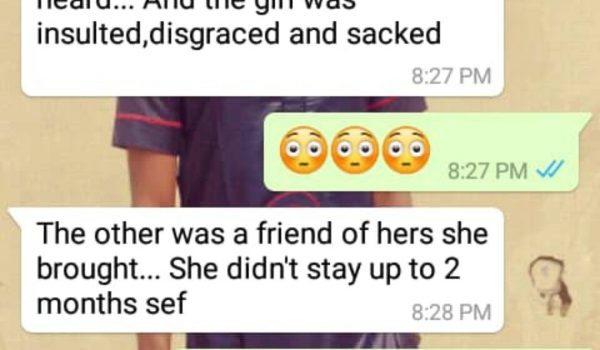 heard... And the girl was
insulted,disgraced and sacked
8:27 PM
😳😳😳 8:27 PM
The other was a friend of hers she
brought... She didn't stay up to 2
months sef
8:28 PM